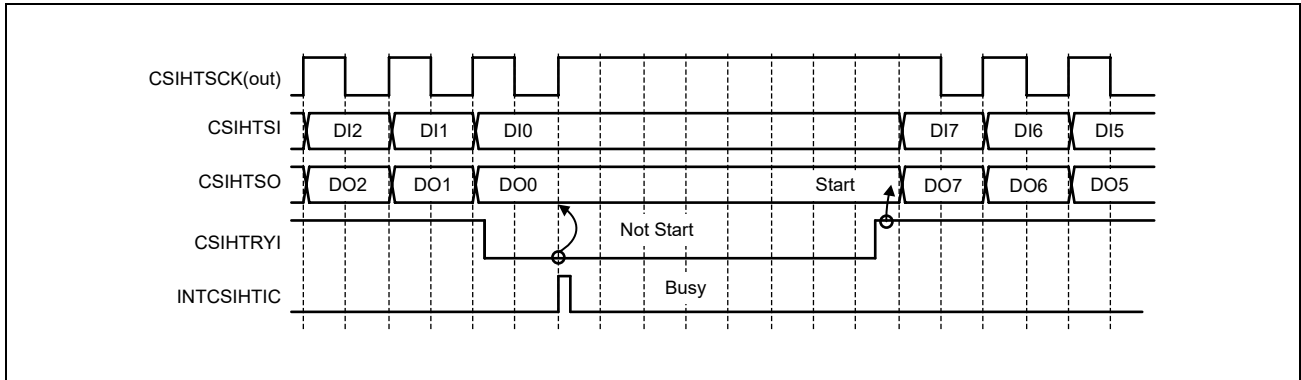 CSIHTSCK(out)
CSIHTSI DI2 DI1 DI0 DI7 DI6 DI5
CSIHTSO DO2 DO1 DO0 Start DO7 DO6 DO5
CSIHTRYI Not Start
INTCSIHTIC Busy